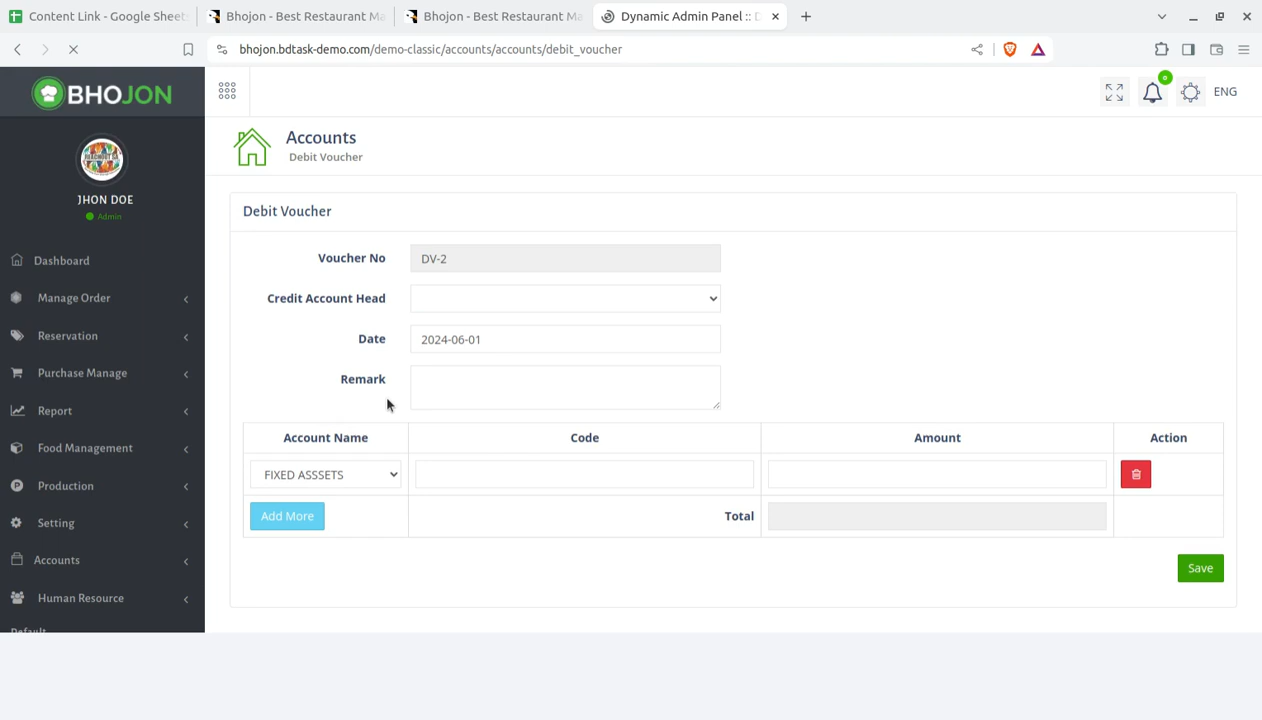 Content Link - Google Sheets
Bhojon - Best Restaurant Ma
Bhojon - Best Restaurant Ma
Dynamic Admin Panel :: D
bhojon.bdtask-demo.com/demo-classic/accounts/accounts/debit_voucher
BHOJON
0
ENG
Accounts
Debit Voucher
JHON DOE
Admin
Dashboard
Manage Order
Reservation
Purchase Manage
Report
Food Management
Production
Setting
Accounts
Human Resource
Default
Debit Voucher
Voucher No
DV-2
Credit Account Head
Date
2024-06-01
Remark
Account Name Code Amount Action
FIXED ASSSETS
Add More Total
Save